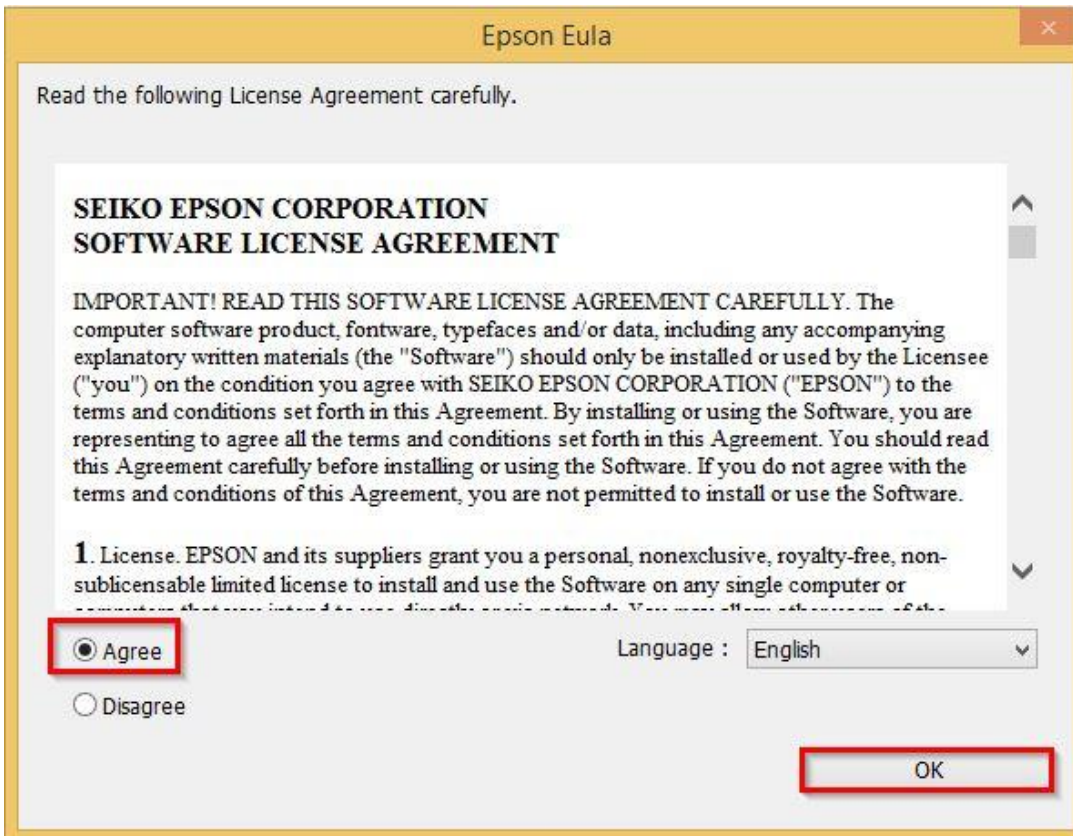 Epson Eula
Read the following License Agreement carefully.
SEIKO EPSON CORPORATION
SOFTWARE LICENSE AGREEMENT
IMPORTANT! READ THIS SOFTWARE LICENSE AGREEMENT CAREFULLY. The
computer software product, fontware, typefaces and/or data, including any accompanying
explanatory written materials (the "Software") should only be installed or used by the Licensee
("you") on the condition you agree with SEIKO EPSON CORPORATION ("EPSON") to the
terms and conditions set forth in this Agreement. By installing or using the Software, you are
representing to agree all the terms and conditions set forth in this Agreement. You should read
this Agreement carefully before installing or using the Software. If you do not agree with the
terms and conditions of this Agreement, you are not permitted to install or use the Software.
1. License. EPSON and its suppliers grant you a personal, nonexclusive, royalty-free, non-
sublicensable limited license to install and use the Software on any single computer or
Agree
Language : English
Disagree
OK